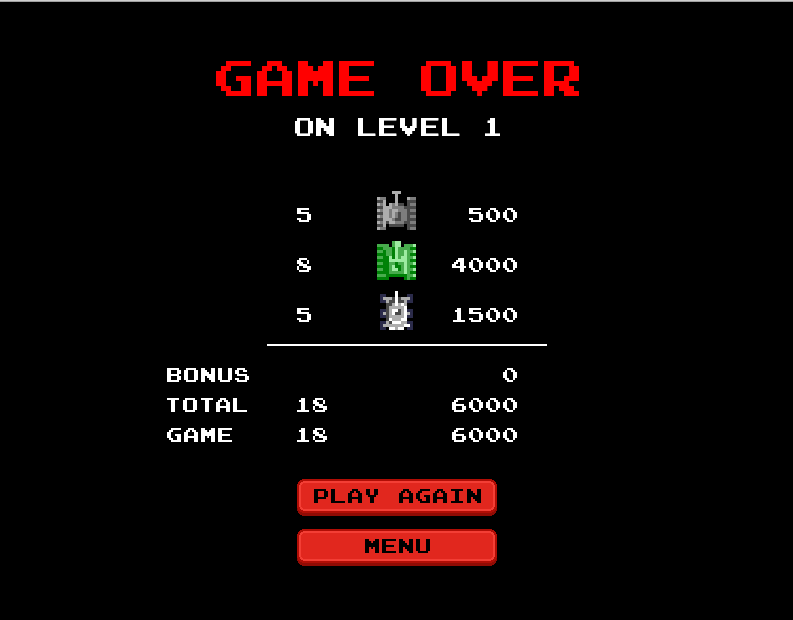 GAME OVER
ON LEVEL 1
5 500
8 4000
5 1500
BONUS 0
TOTAL 18 6000
GAME 18 6000
PLAY AGAIN
MENU